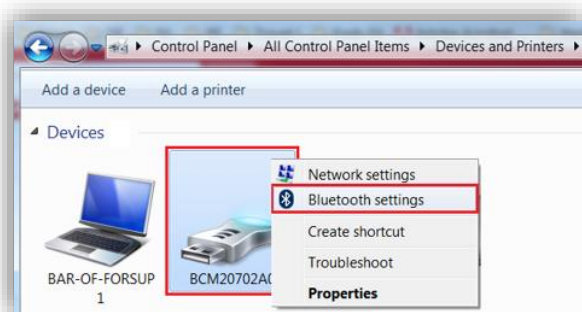 Control Panel ▸ All Control Panel Items ▸ Devices and Printers ▸
Add a device Add a printer
Devices
Network settings
Bluetooth settings
Create shortcut
Troubleshoot
Properties
BAR-OF-FORSUP
1
BCM20702A0